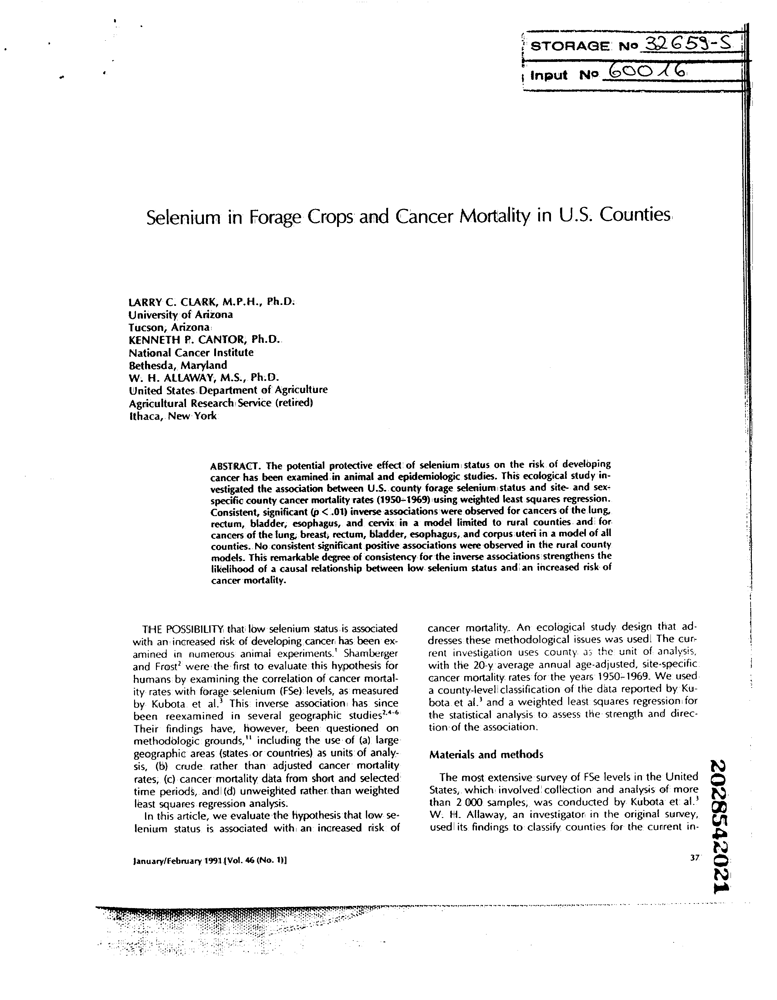 STORAGE No 32659-S
Input No 60016
Selenium in Forage Crops and Cancer Mortality in U.S. Counties
LARRY C. CLARK, M.P.H., Ph.D.
University of Arizona
Tucson, Arizona
KENNETH P. CANTOR, Ph.D.
National Cancer Institute
Bethesda, Maryland
W. H. ALLAWAY, M.S., Ph.D.
United States Department of Agriculture
Agricultural Research Service (retired)
Ithaca, New York
ABSTRACT. The potential protective effect of selenium status on the risk of developing
cancer has been examined in animal and epidemiologic studies. This ecological study in-
vestigated the association between U.S. county forage selenium status and site- and sex-
specific county cancer mortality rates (1950–1969) using weighted least squares regression.
Consistent, significant (p < .01) inverse associations were observed for cancers of the lung,
rectum, bladder, esophagus, and cervix in a model limited to rural counties and for
cancers of the lung, breast, rectum, bladder, esophagus, and corpus uteri in a model of all
counties. No consistent significant positive associations were observed in the rural county
models. This remarkable degree of consistency for the inverse associations strengthens the
likelihood of a causal relationship between low selenium status and an increased risk of
cancer mortality.
THE POSSIBILITY that low selenium status is associated
with an increased risk of developing cancer has been ex-
amined in numerous animal experiments.1 Shamberger
and Frost2 were the first to evaluate this hypothesis for
humans by examining the correlation of cancer mortal-
ity rates with forage selenium (FSe) levels, as measured
by Kubota et al.3 This inverse association has since
been reexamined in several geographic studies2,4-6
Their findings have, however, been questioned on
methodologic grounds,11 including the use of (a) large
geographic areas (states or countries) as units of analy-
sis, (b) crude rather than adjusted cancer mortality
rates, (c) cancer mortality data from short and selected
time periods, and (d) unweighted rather than weighted
least squares regression analysis.
In this article, we evaluate the hypothesis that low se-
lenium status is associated with an increased risk of
cancer mortality. An ecological study design that ad-
dresses these methodological issues was used. The cur-
rent investigation uses county as the unit of analysis,
with the 20-y average annual age-adjusted, site-specific
cancer mortality rates for the years 1950–1969. We used
a county-level classification of the data reported by Ku-
bota et al.3 and a weighted least squares regression for
the statistical analysis to assess the strength and direc-
tion of the association.
Materials and methods
The most extensive survey of FSe levels in the United
States, which involved collection and analysis of more
than 2 000 samples, was conducted by Kubota et al.3
W. H. Allaway, an investigator in the original survey,
used its findings to classify counties for the current in-
January/February 1991 [Vol. 46 (No. 1)]
37
2028542021